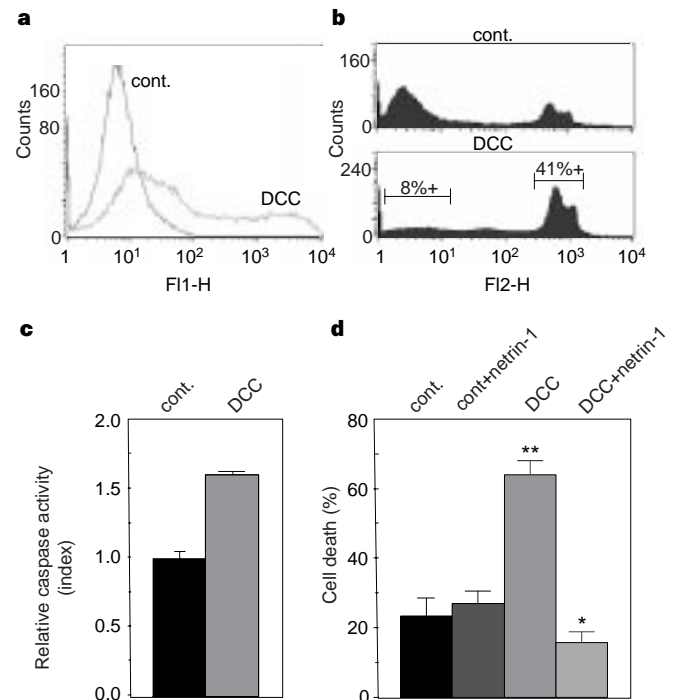 a
cont.
DCC
160
80
0
Counts
1 10¹ 10² 10³ 10⁴
Fl1-H
b
cont.
160
0
DCC
240
8%+
41%+
0
Counts
1 10¹ 10² 10³ 10⁴
Fl2-H
c
cont. DCC
2.0
1.5
1.0
0.5
0.0
Relative caspase activity
(index)
d
cont. cont+netrin-1 DCC DCC+netrin-1
80
60
40
20
0
Cell death (%)
**
*